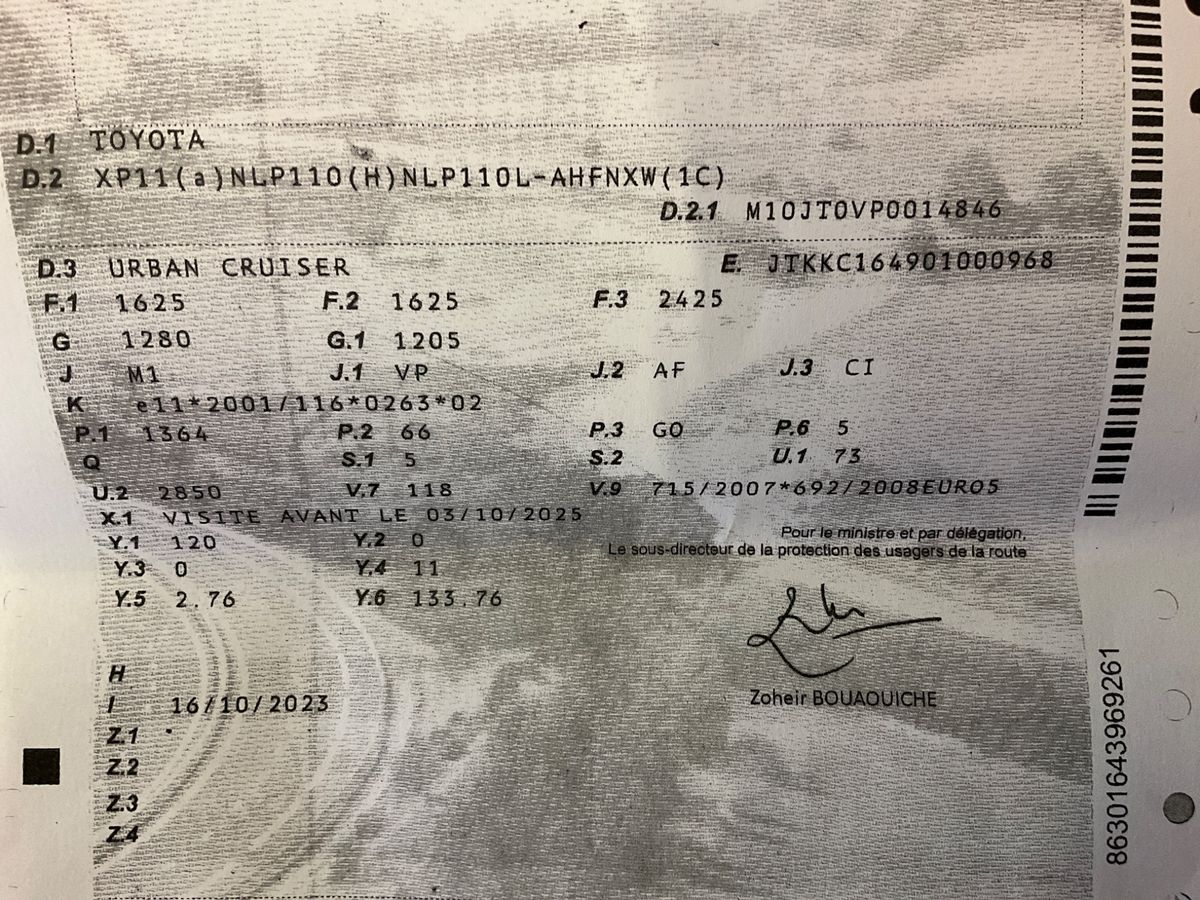 D.1 TOYOTA
D.2 XP11(a)NLP110(H)NLP110L-AHFNXW(1C)
D.2.1 M10JT0VP0014846
D.3 URBAN CRUISER E. JTKKC164901000968
F.1 1625 F.2 1625 F.3 2425
G 1280 G.1 1205
J M1 J.1 VP J.2 AF J.3 CI
K e11*2001/116*0263*02
P.1 1364 P.2 66 P.3 GO P.6 5
Q S.1 5 S.2 U.1 73
U.2 2850 V.7 118 V.9 715/2007*692/2008EURO5
X.1 VISITE AVANT LE 03/10/2025
Y.1 120 Y.2 0
Y.3 0 Y.4 11
Y.5 2.76 Y.6 133.76
Pour le ministre et par délégation,
Le sous-directeur de la protection des usagers de la route
Zoheir BOUAOUICHE
H
I 16/10/2023
Z.1
Z.2
Z.3
Z.4
86301643969261